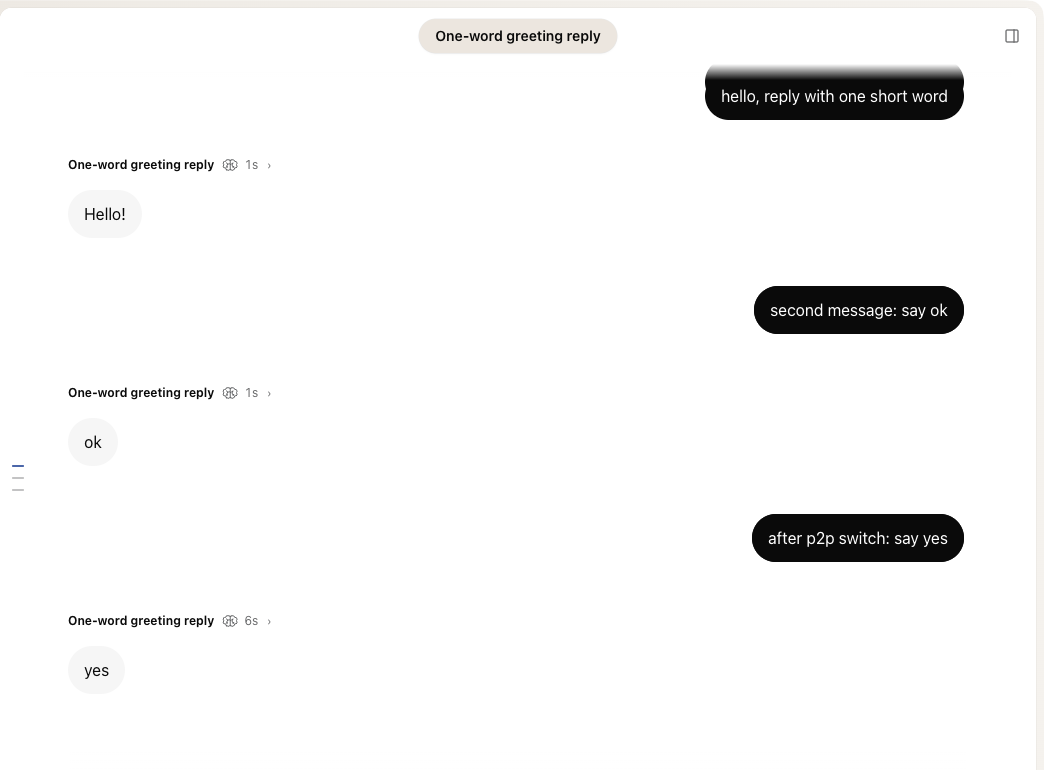 One-word greeting reply
hello, reply with one short word
One-word greeting reply 1s ›
Hello!
second message: say ok
One-word greeting reply 1s ›
ok
after p2p switch: say yes
One-word greeting reply 6s ›
yes